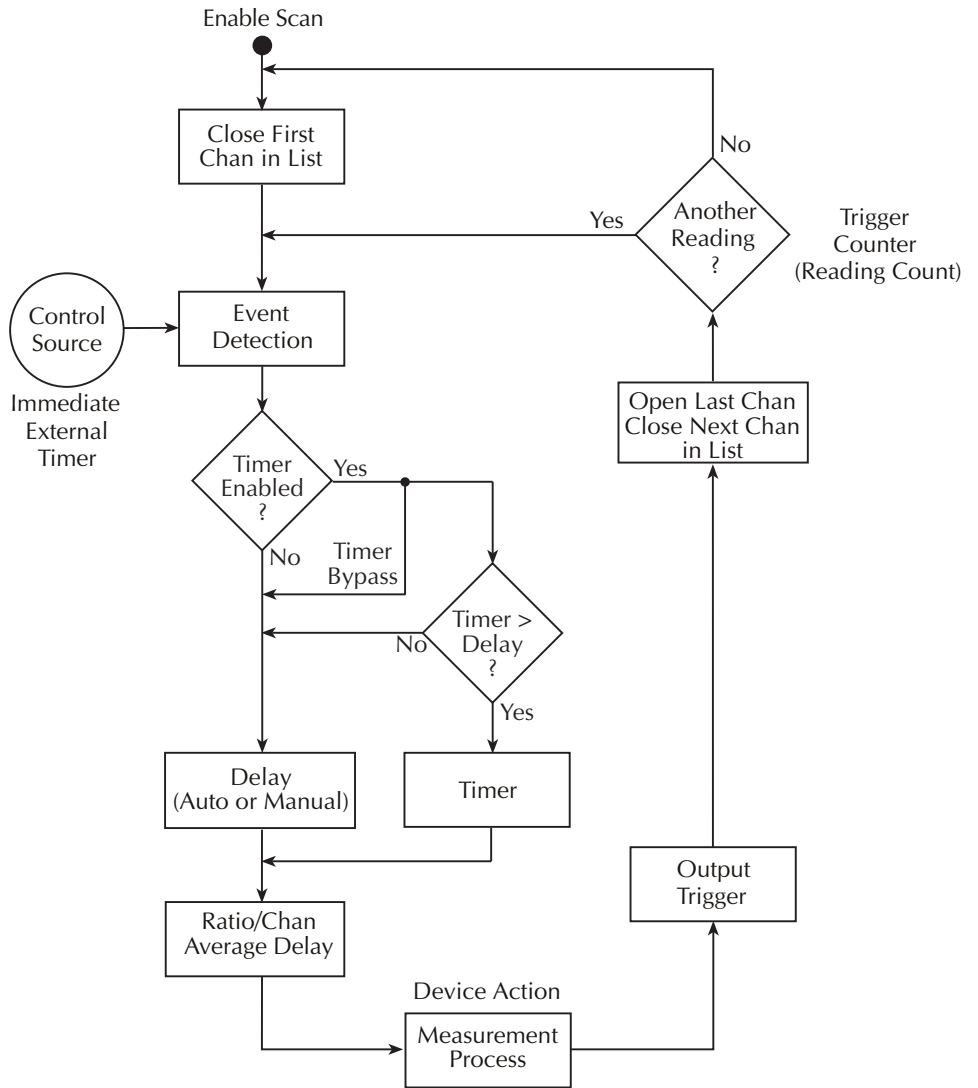 Enable Scan
Close First
Chan in List
No
Another
Reading
?
Yes
Trigger
Counter
(Reading Count)
Control
Source
Event
Detection
Immediate
External
Timer
Open Last Chan
Close Next Chan
in List
Timer
Enabled
?
Yes
No
Timer
Bypass
Timer >
Delay
?
No
Yes
Delay
(Auto or Manual)
Timer
Output
Trigger
Ratio/Chan
Average Delay
Device Action
Measurement
Process